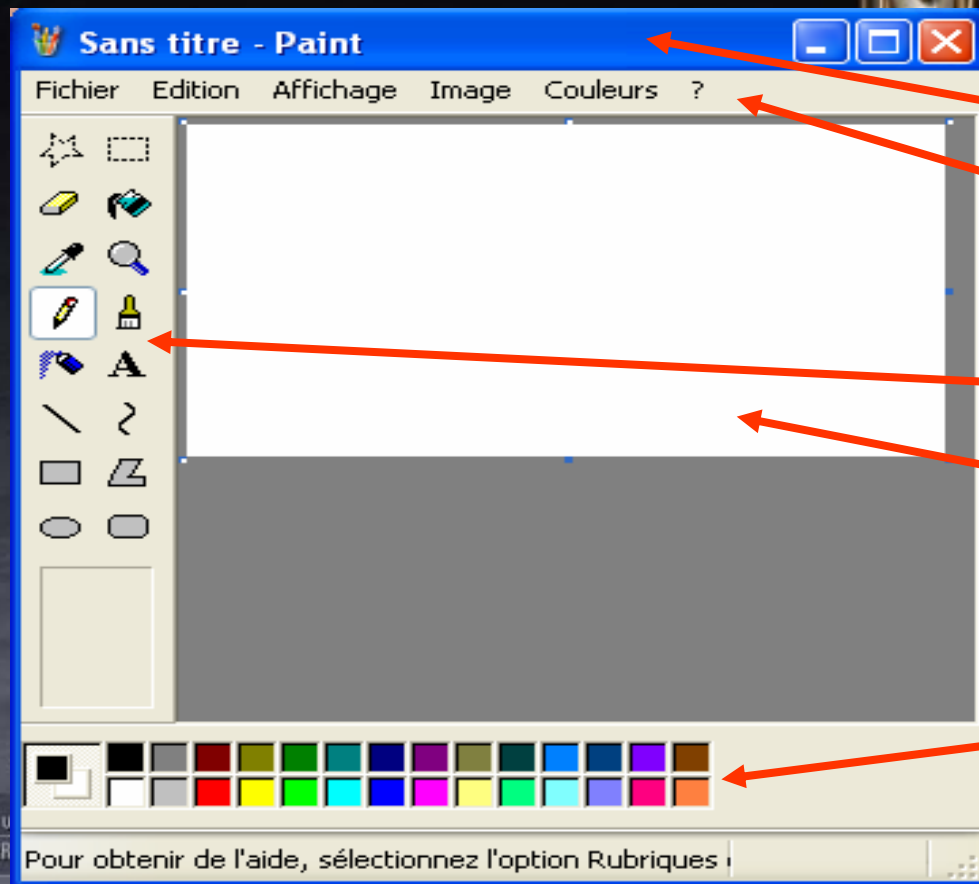 Sans titre - Paint
Fichier Edition Affichage Image Couleurs ?
A
Pour obtenir de l'aide, sélectionnez l'option Rubriques